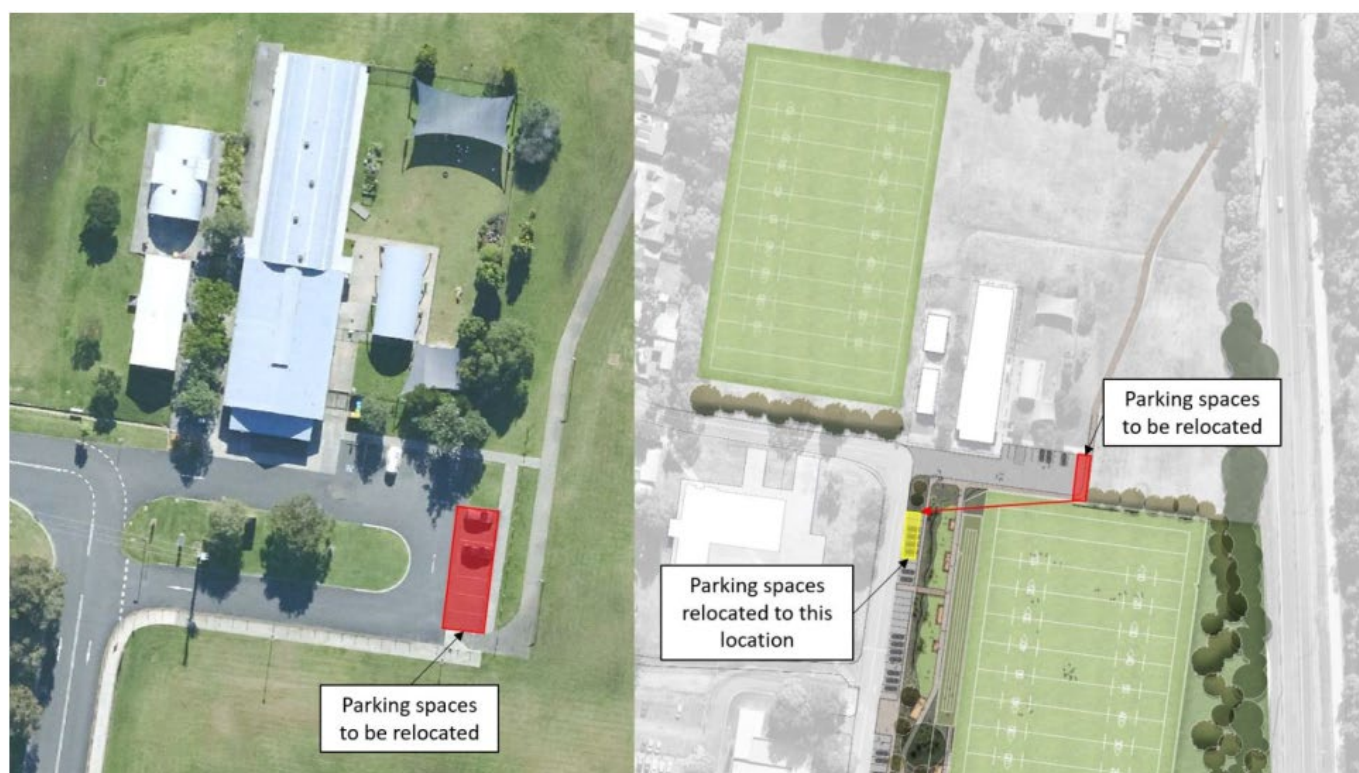 Parking spaces
to be relocated
Parking spaces
to be relocated
Parking spaces
relocated to this
location